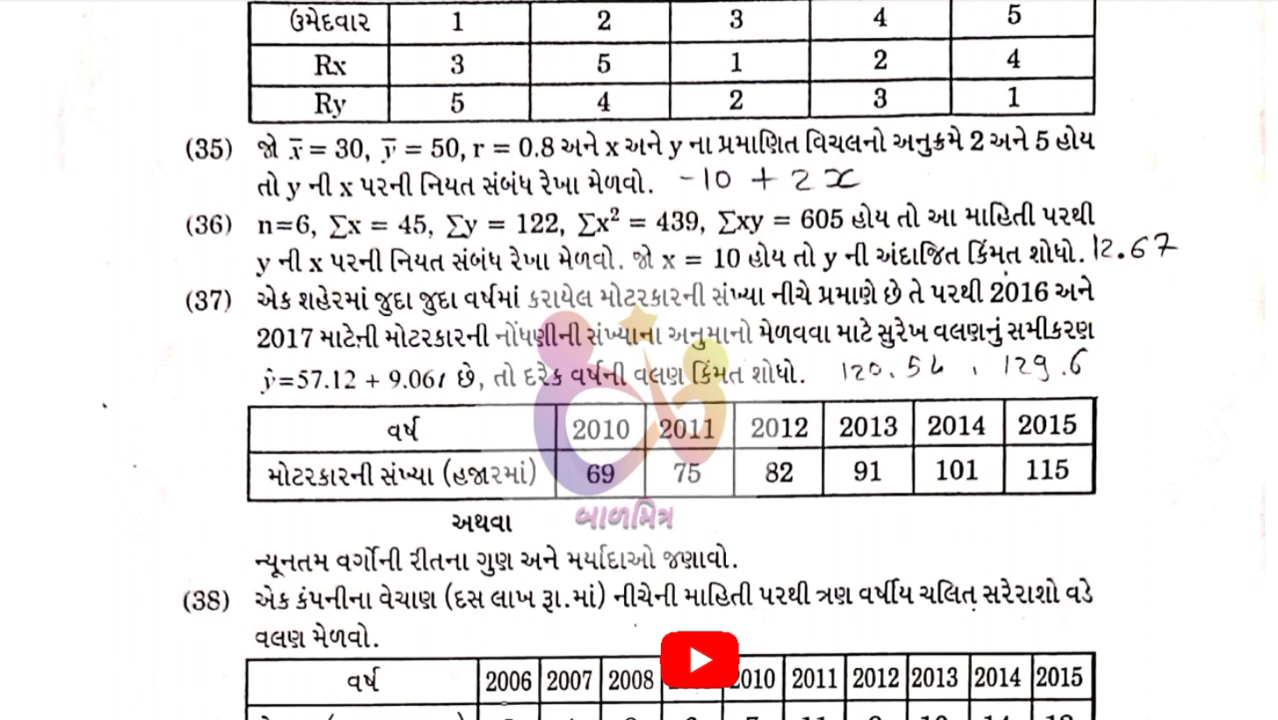 ઉમેદવાર 1 2 3 4 5
Rx 3 5 1 2 4
Ry 5 4 2 3 1
(35) જો x̅ = 30, y̅ = 50, r = 0.8 અને x અને y ના પ્રમાણિત વિચલનો અનુક્રમે 2 અને 5 હોય
તો y ની x પરની નિયત સંબંધ રેખા મેળવો. -10 + 2x
(36) n=6, ∑x = 45, ∑y = 122, ∑x² = 439, ∑xy = 605 હોય તો આ માહિતી પરથી
y ની x પરની નિયત સંબંધ રેખા મેળવો. જો x = 10 હોય તો y ની અંદાજિત કિંમત શોધો. 12.67
(37) એક શહેરમાં જુદા જુદા વર્ષમાં કરાયેલ મોટરકારની સંખ્યા નીચે પ્રમાણે છે તે પરથી 2016 અને
2017 માટેની મોટરકારની નોંધણીની સંખ્યાના અનુમાનો મેળવવા માટે સુરેખ વલણનું સમીકરણ
ŷ=57.12 + 9.06t છે, તો દરેક વર્ષની વલણ કિંમત શોધો. 120.54, 129.6
વર્ષ 2010 2011 2012 2013 2014 2015
મોટરકારની સંખ્યા (હજારમાં) 69 75 82 91 101 115
અથવા બાળમિત્ર
ન્યૂનતમ વર્ગોની રીતના ગુણ અને મર્યાદાઓ જણાવો.
(38) એક કંપનીના વેચાણ (દસ લાખ રૂા.માં) નીચેની માહિતી પરથી ત્રણ વર્ષીય ચલિત સરેરાશો વડે
વલણ મેળવો.
વર્ષ 2006 2007 2008 2010 2011 2012 2013 2014 2015